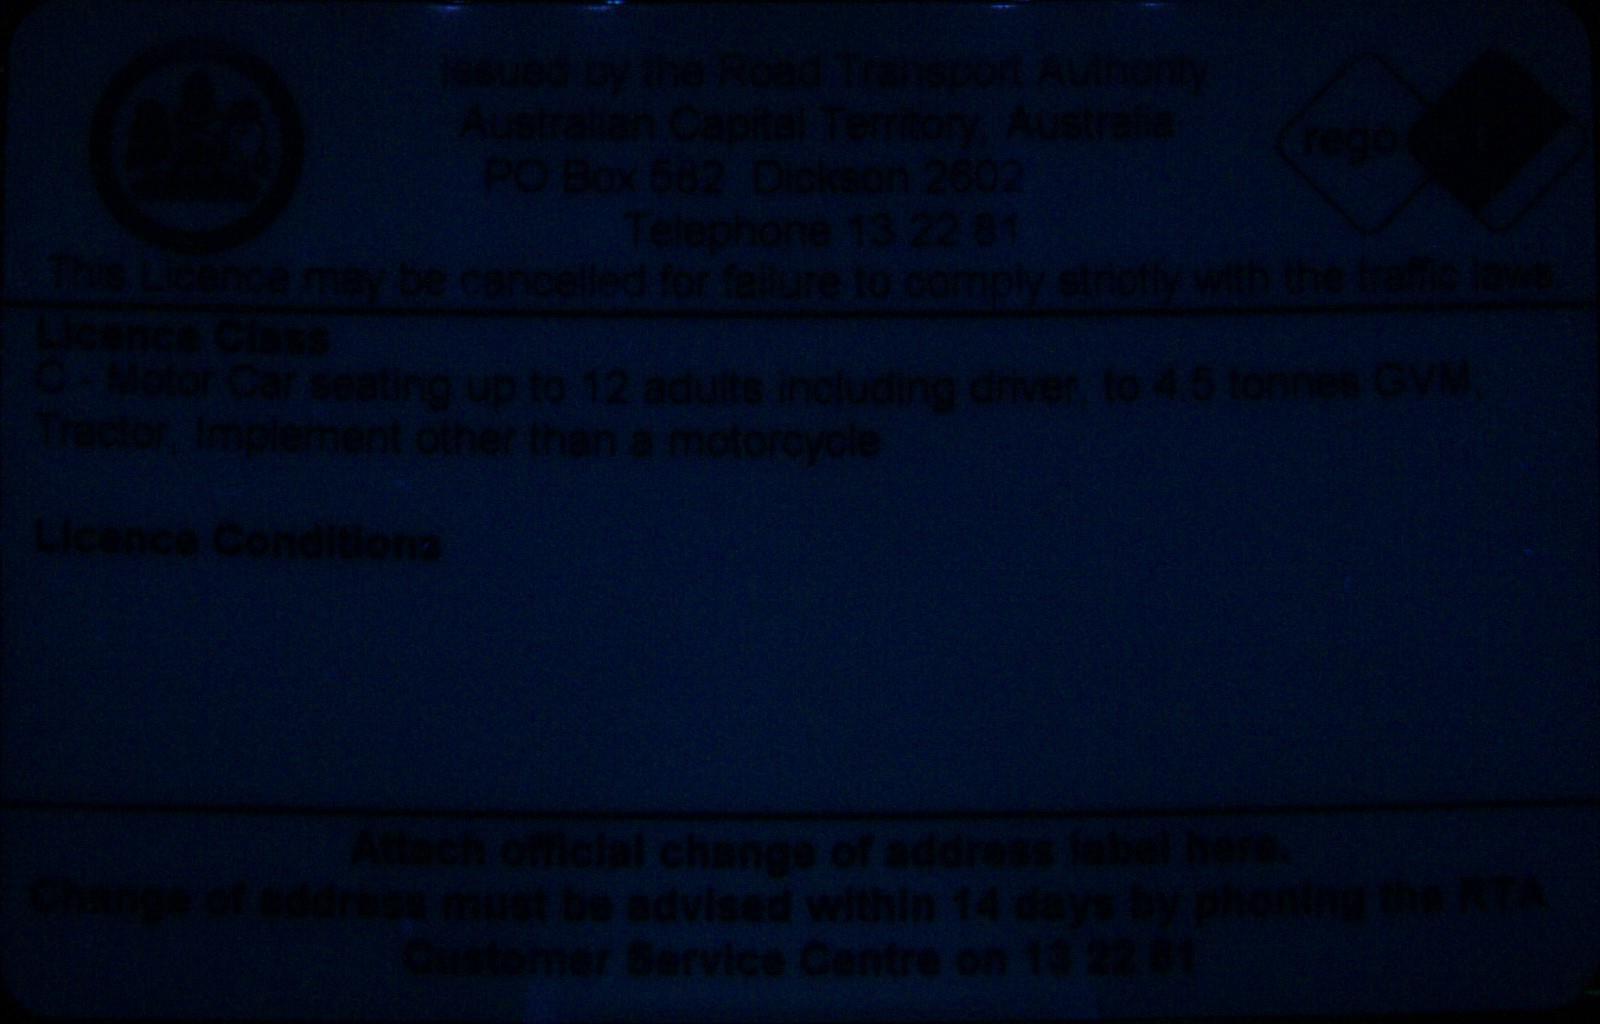 Issued by the Road Transport Authority
Australian Capital Territory, Australia
PO Box 582 Dickson 2602
Telephone 13 22 81
rego
This Licence may be cancelled for failure to comply strictly with the traffic laws.
Licence Class
C - Motor Car seating up to 12 adults including driver, to 4.5 tonnes GVM,
Tractor, Implement other than a motorcycle
Licence Conditions
Attach official change of address label here.
Change of address must be advised within 14 days by phoning the RTA
Customer Service Centre on 13 22 81